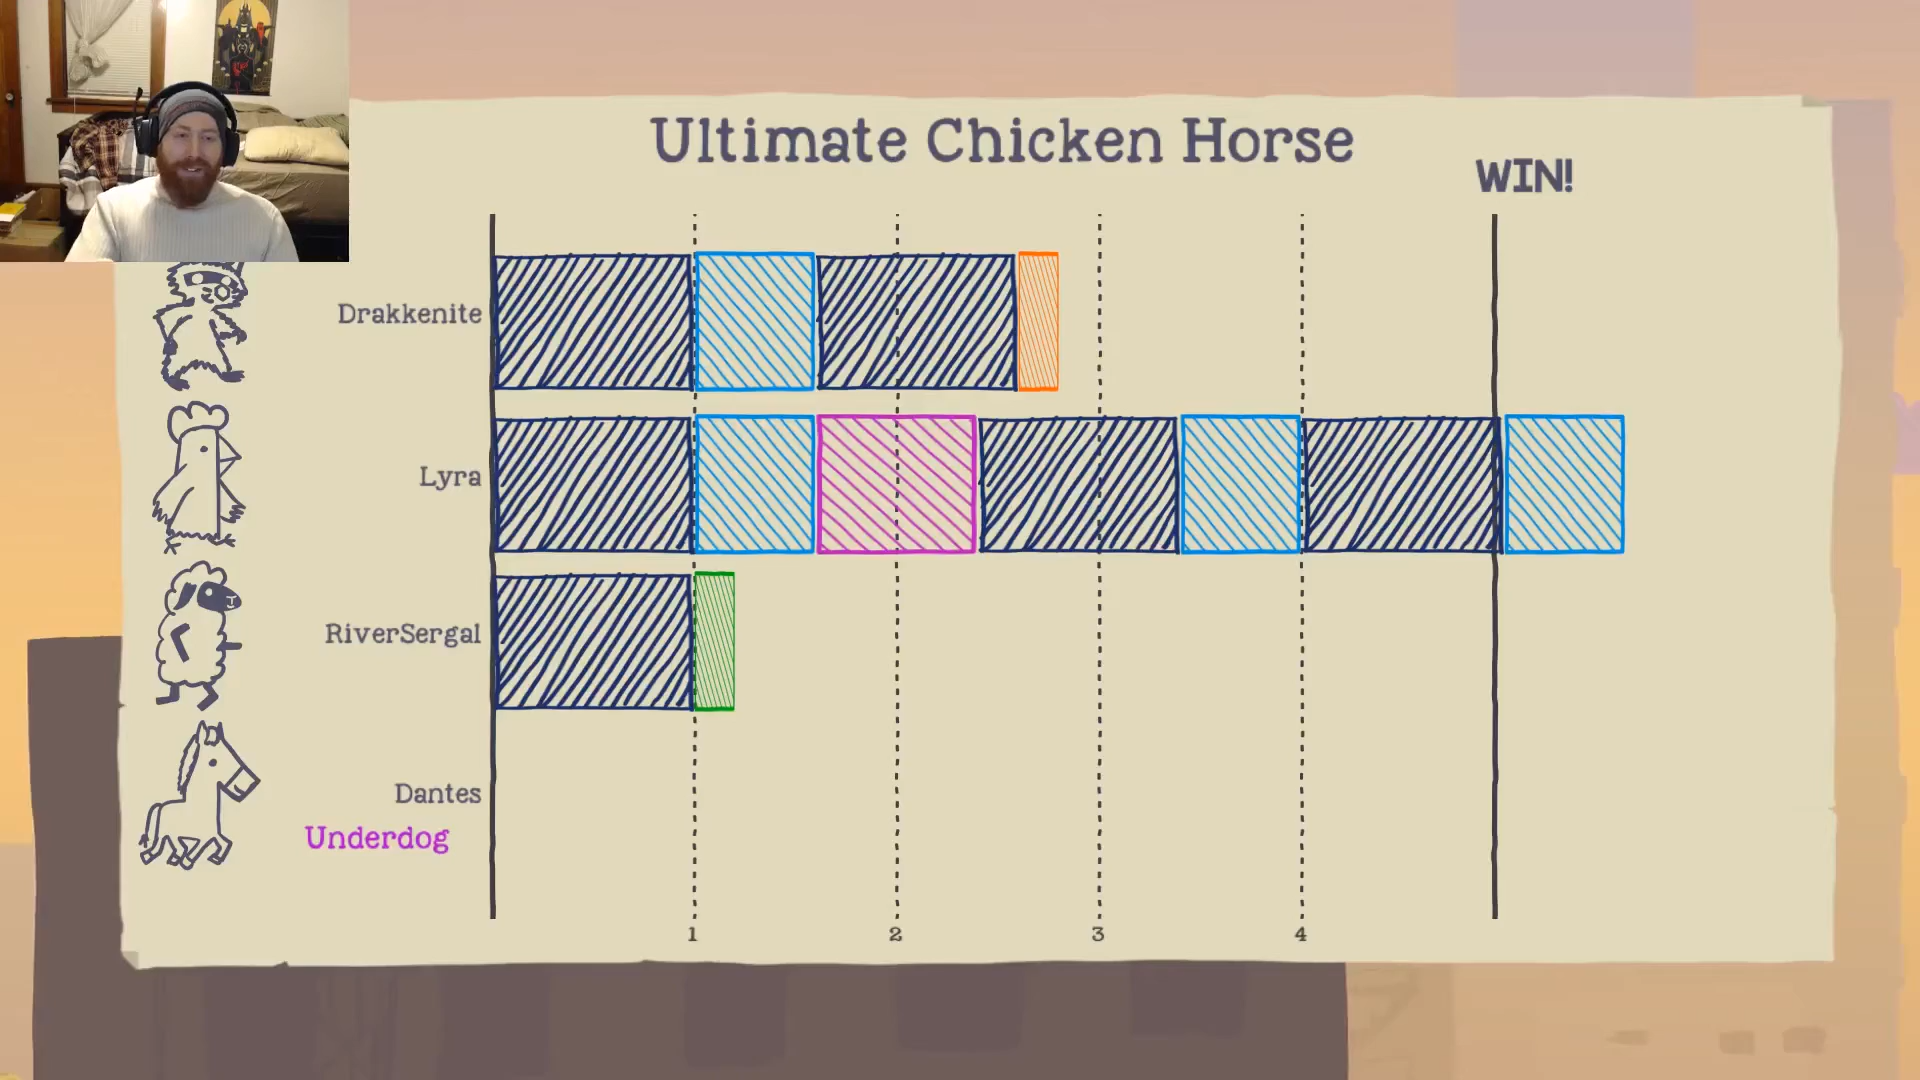 Ultimate Chicken Horse
WIN!
Drakkenite
Lyra
RiverSergal
Dantes
Underdog
1 2 3 4